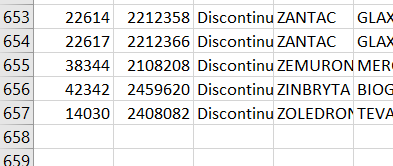 653 22614 2212358 Discontinu ZANTAC GLAX
654 22617 2212366 Discontinu ZANTAC GLAX
655 38344 2108208 Discontinu ZEMURON MERC
656 42342 2459620 Discontinu ZINBRYTA BIOG
657 14030 2408082 Discontinu ZOLEDRON TEVA
658
659